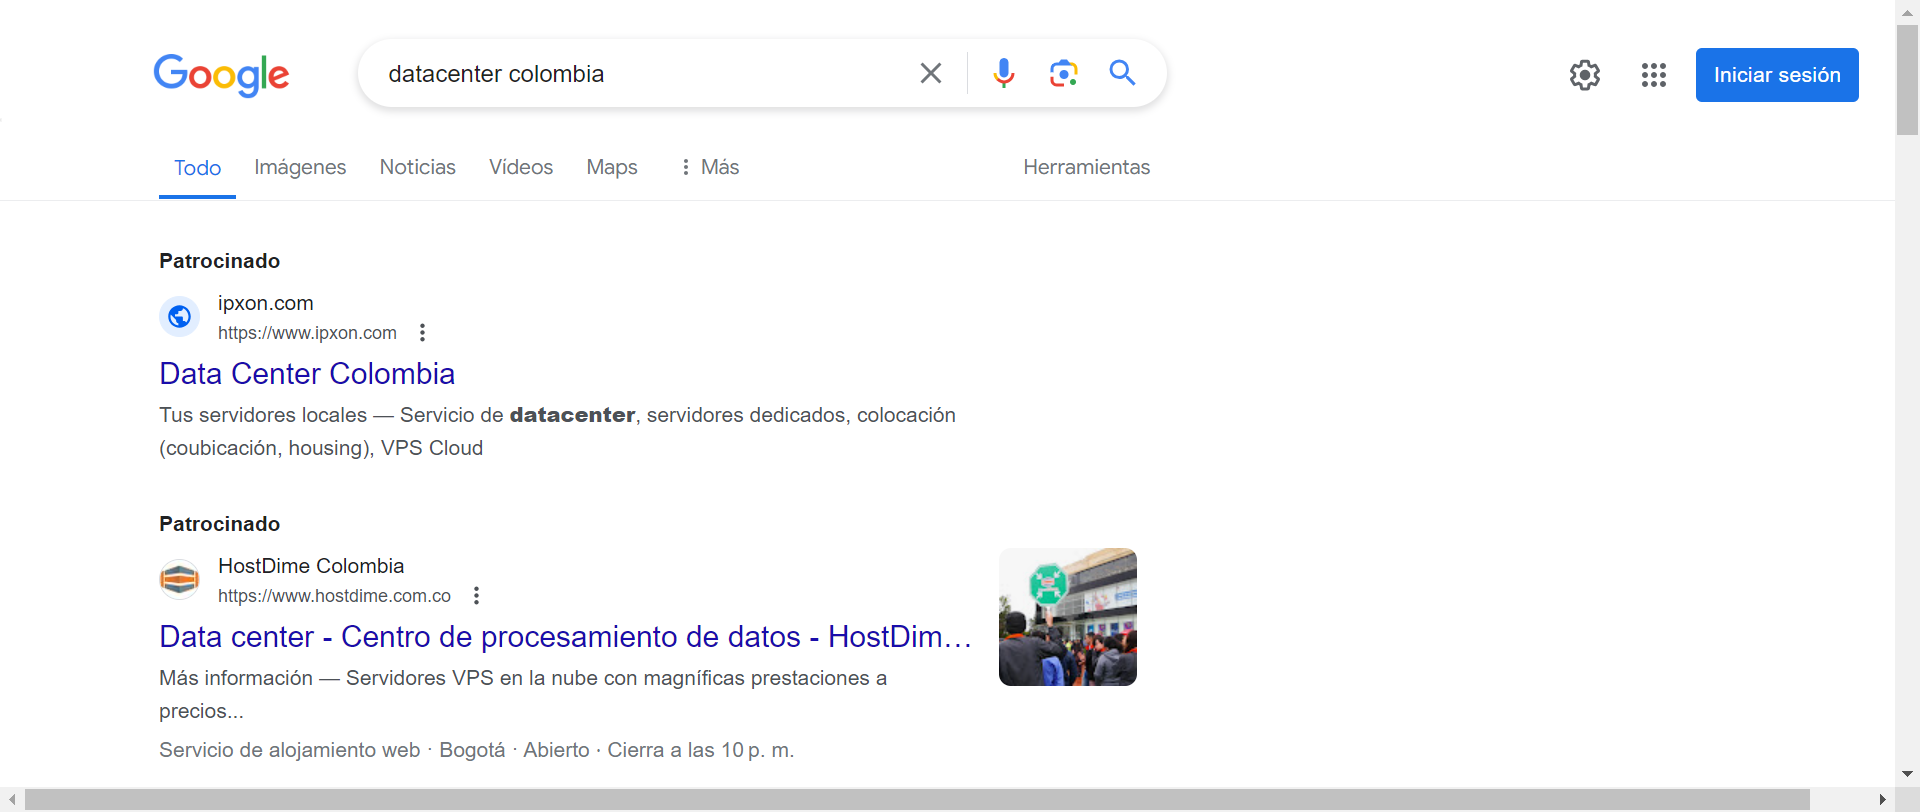 Google
datacenter colombia
Iniciar sesión
Todo
Imágenes
Noticias
Vídeos
Maps
Más
Herramientas
Patrocinado
ipxon.com
https://www.ipxon.com
Data Center Colombia
Tus servidores locales — Servicio de datacenter, servidores dedicados, colocación
(coubicación, housing), VPS Cloud
Patrocinado
HostDime Colombia
https://www.hostdime.com.co
Data center - Centro de procesamiento de datos - HostDim...
Más información — Servidores VPS en la nube con magníficas prestaciones a
precios...
Servicio de alojamiento web · Bogotá · Abierto · Cierra a las 10 p. m.